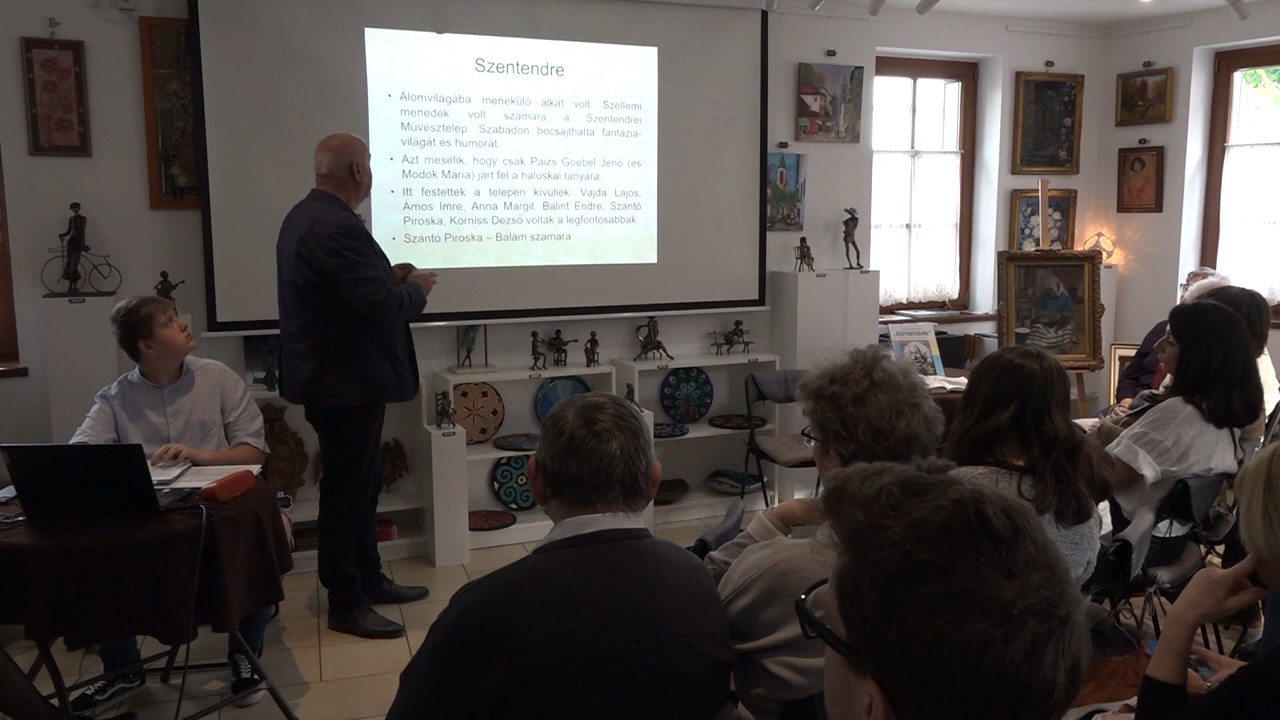 Szentendre
• Álomvilágába menekülő alkat volt. Szellemi
menedék volt számára a Szentendrei
Művésztelep. Szabadon bocsájthatta fantázia-
világát és humorát
• Azt mesélik, hogy csak Paizs Goebel Jenő (és
Modok Mária) járt fel a haluskai tanyára.
• Itt festettek a telepen kívüliek Vajda Lajos,
Ámos Imre, Anna Margit, Bálint Endre, Szántó
Piroska, Korniss Dezső voltak a legfontosabbak.
• Szántó Piroska – Bálám szamara